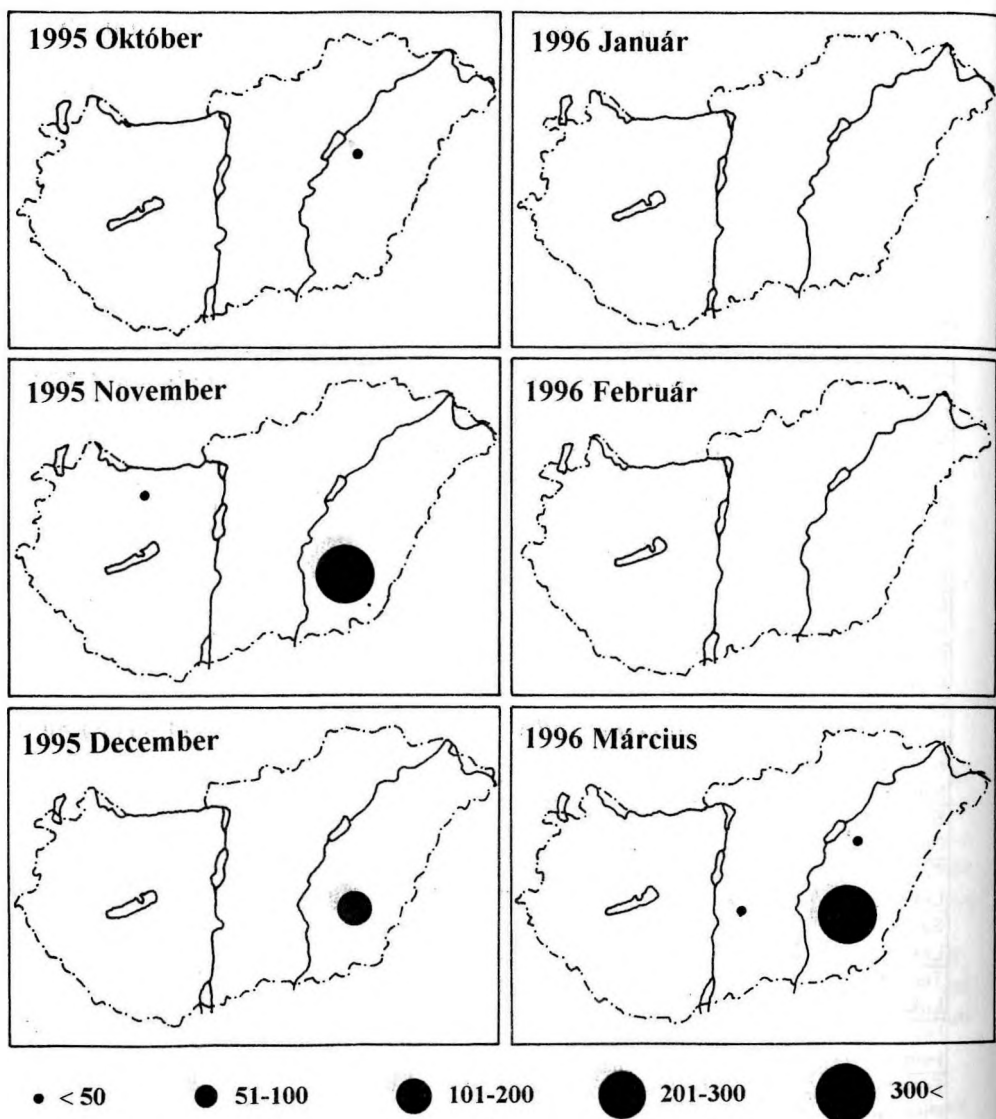 1995 Október
1996 Január
1995 November
1996 Február
1995 December
1996 Március
< 50
51-100
101-200
201-300
300<